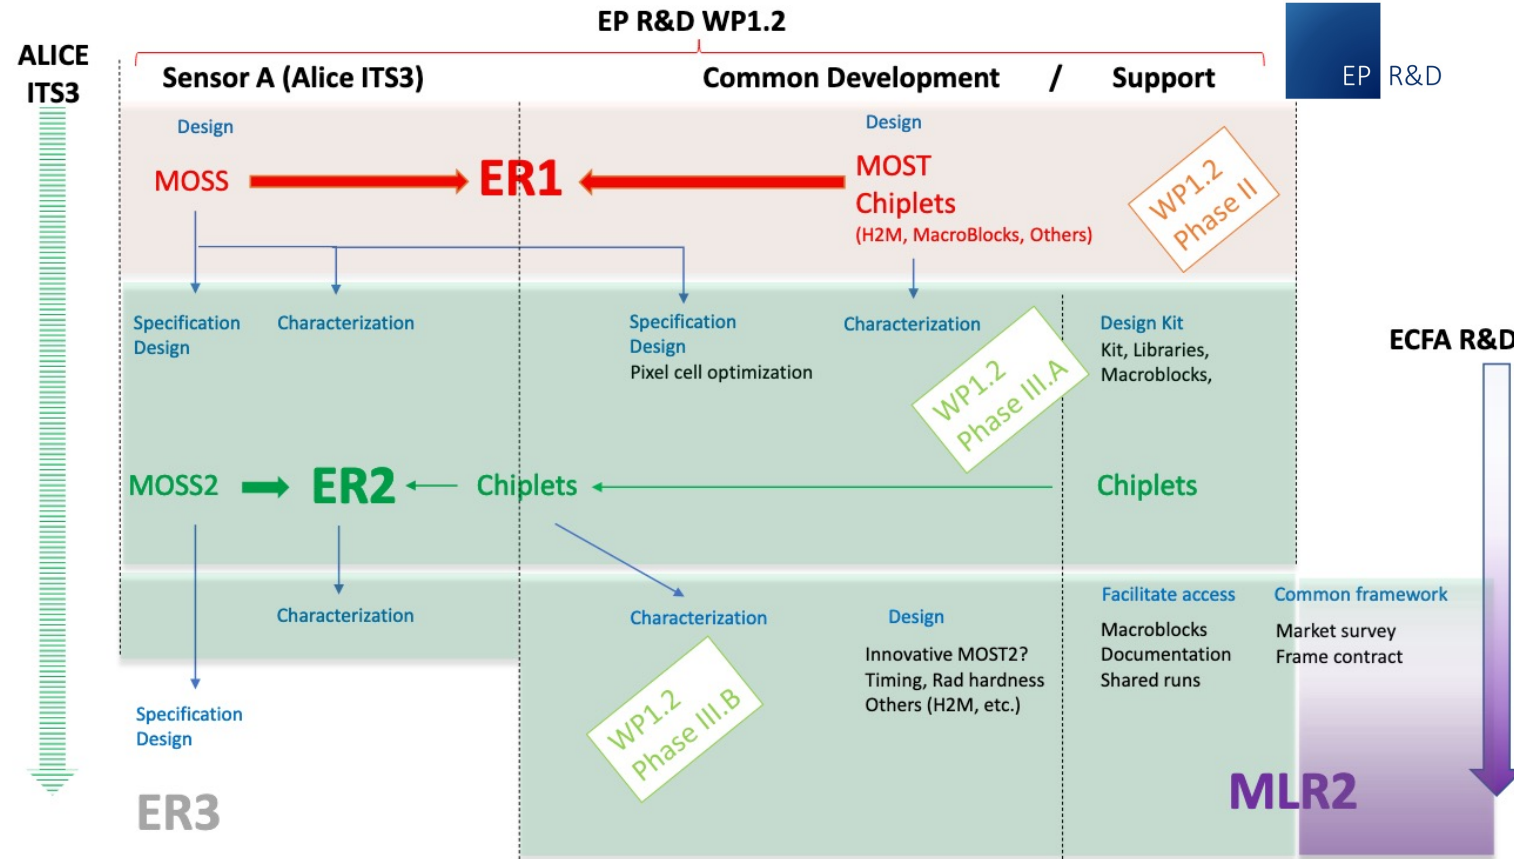 EP R&D WP1.2
ALICE
ITS3
Sensor A (Alice ITS3)
Common Development / Support
EP R&D
Design
Design
MOSS
ER1
MOST
Chiplets
(H2M, MacroBlocks, Others)
WP1.2
Phase II
Specification
Design
Characterization
Specification
Design
Pixel cell optimization
Characterization
WP1.2
Phase III.A
Design Kit
Kit, Libraries,
Macroblocks,
ECFA R&D
MOSS2
ER2
Chiplets
Chiplets
Characterization
Characterization
Design
Innovative MOST2?
Timing, Rad hardness
Others (H2M, etc.)
Facilitate access
Macroblocks
Documentation
Shared runs
Common framework
Market survey
Frame contract
WP1.2
Phase III.B
Specification
Design
ER3
MLR2